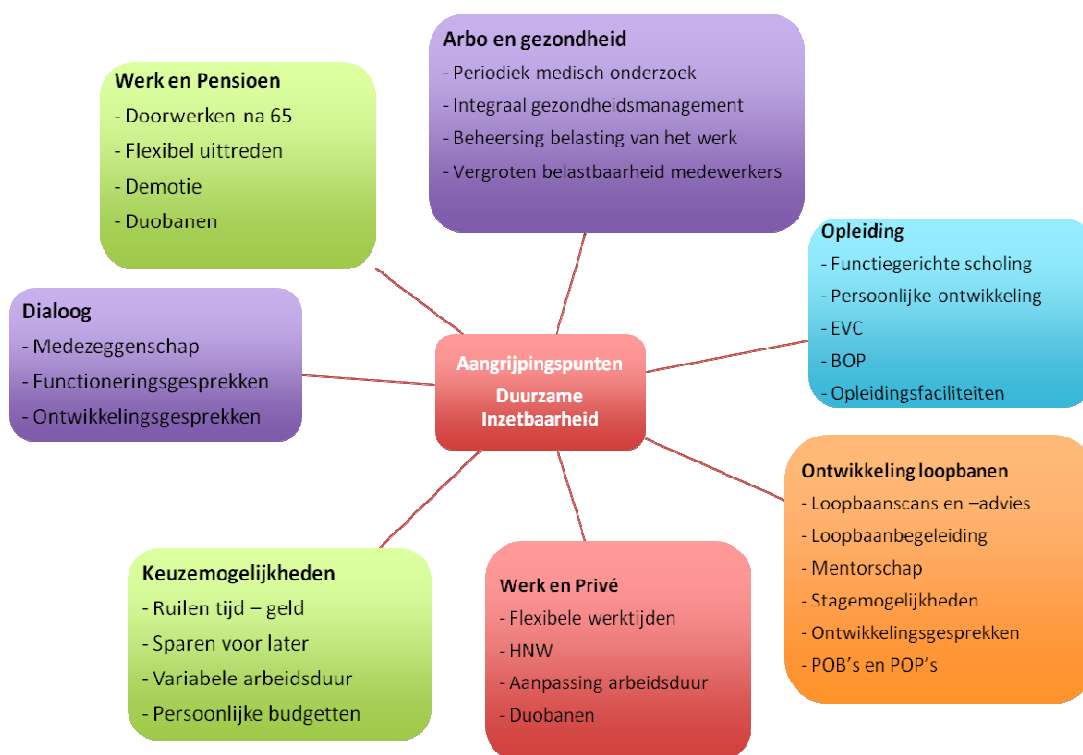 Arbo en gezondheid
- Periodiek medisch onderzoek
- Integraal gezondheidsmanagement
- Beheersing belasting van het werk
- Vergroten belastbaarheid medewerkers
Werk en Pensioen
- Doorwerken na 65
- Flexibel uittreden
- Demotie
- Duobanen
Opleiding
- Functiegerichte scholing
- Persoonlijke ontwikkeling
- EVC
- BOP
- Opleidingsfaciliteiten
Dialoog
- Medezeggenschap
- Functioneringsgesprekken
- Ontwikkelingsgesprekken
Aangrijpingspunten
Duurzame
Inzetbaarheid
Ontwikkeling loopbanen
- Loopbaanscans en –advies
- Loopbaanbegeleiding
- Mentorschap
- Stagemogelijkheden
- Ontwikkelingsgesprekken
- POB's en POP's
Keuzemogelijkheden
- Ruilen tijd – geld
- Sparen voor later
- Variabele arbeidsduur
- Persoonlijke budgetten
Werk en Privé
- Flexibele werktijden
- HNW
- Aanpassing arbeidsduur
- Duobanen